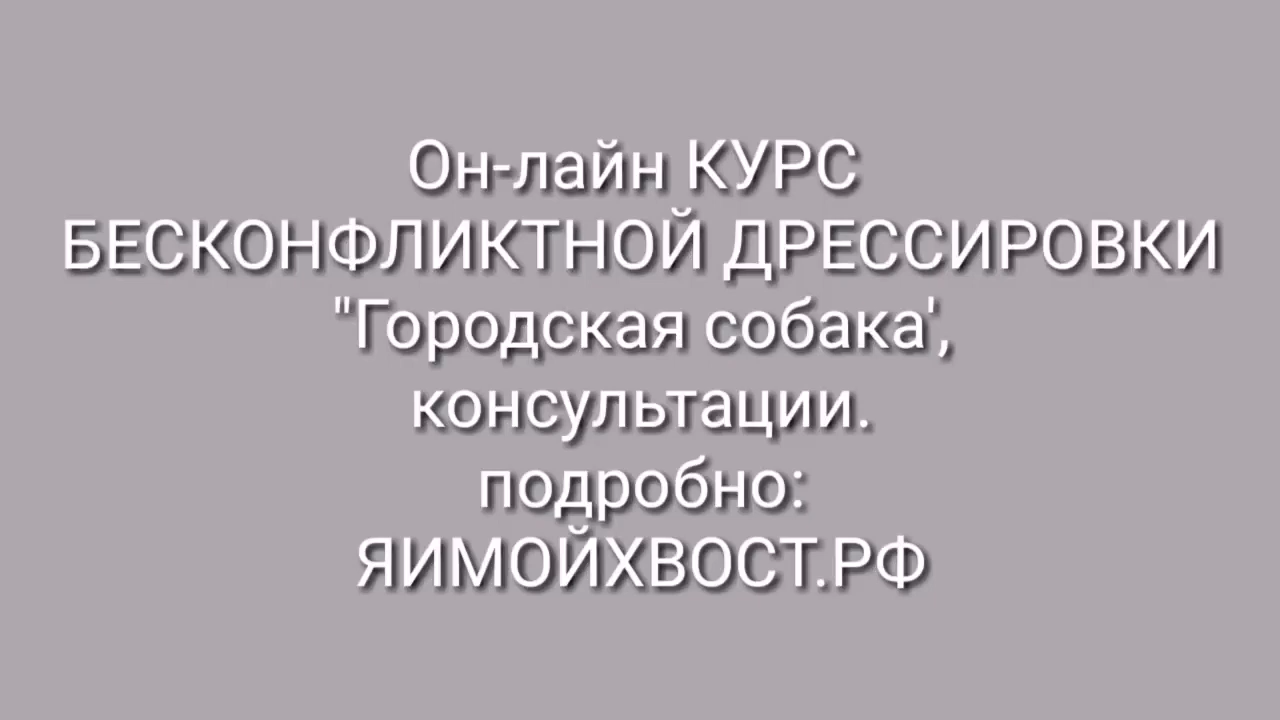 Он-лайн КУРС
БЕСКОНФЛИКТНОЙ ДРЕССИРОВКИ
"Городская собака',
консультации.
подробно:
ЯИМОЙХВОСТ.РФ